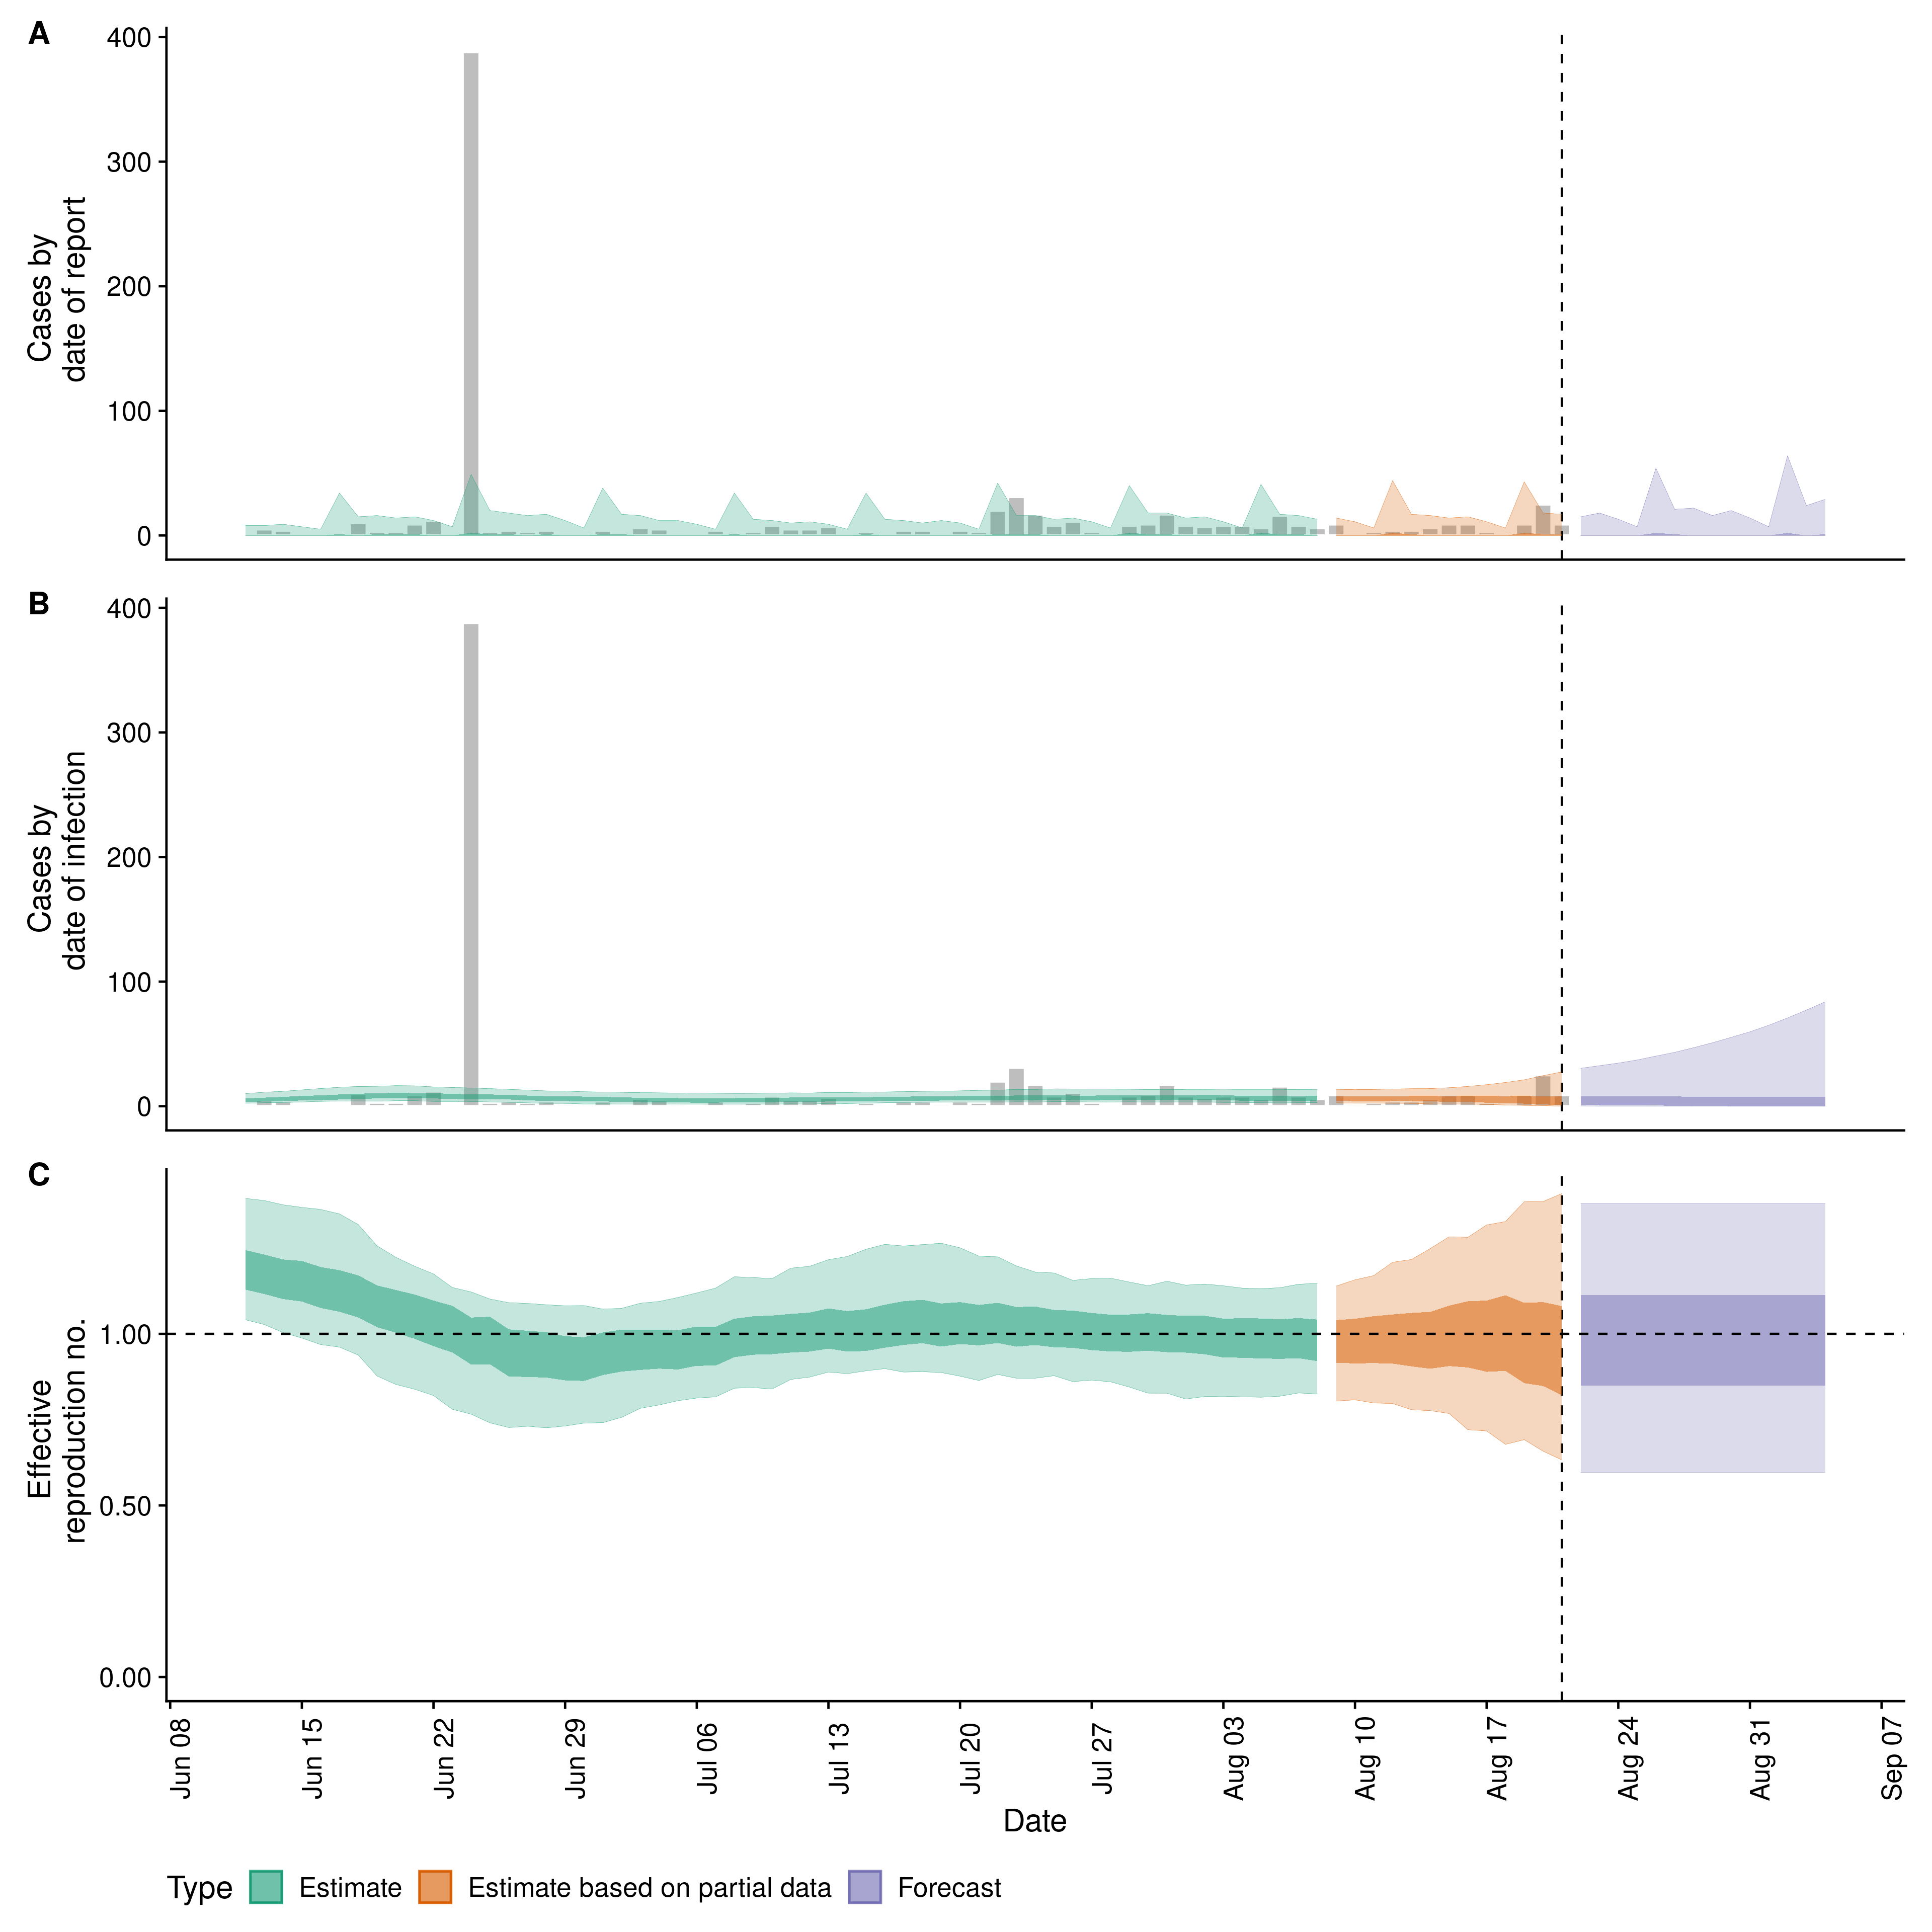 A
400
300
200
100
0
Cases by
date of report
B
400
300
200
100
0
Cases by
date of infection
C
1.00
0.50
0.00
Effective
reproduction no.
Jun 08
Jun 15
Jun 22
Jun 29
Jul 06
Jul 13
Jul 20
Jul 27
Aug 03
Aug 10
Aug 17
Aug 24
Aug 31
Sep 07
Date
Type Estimate Estimate based on partial data Forecast